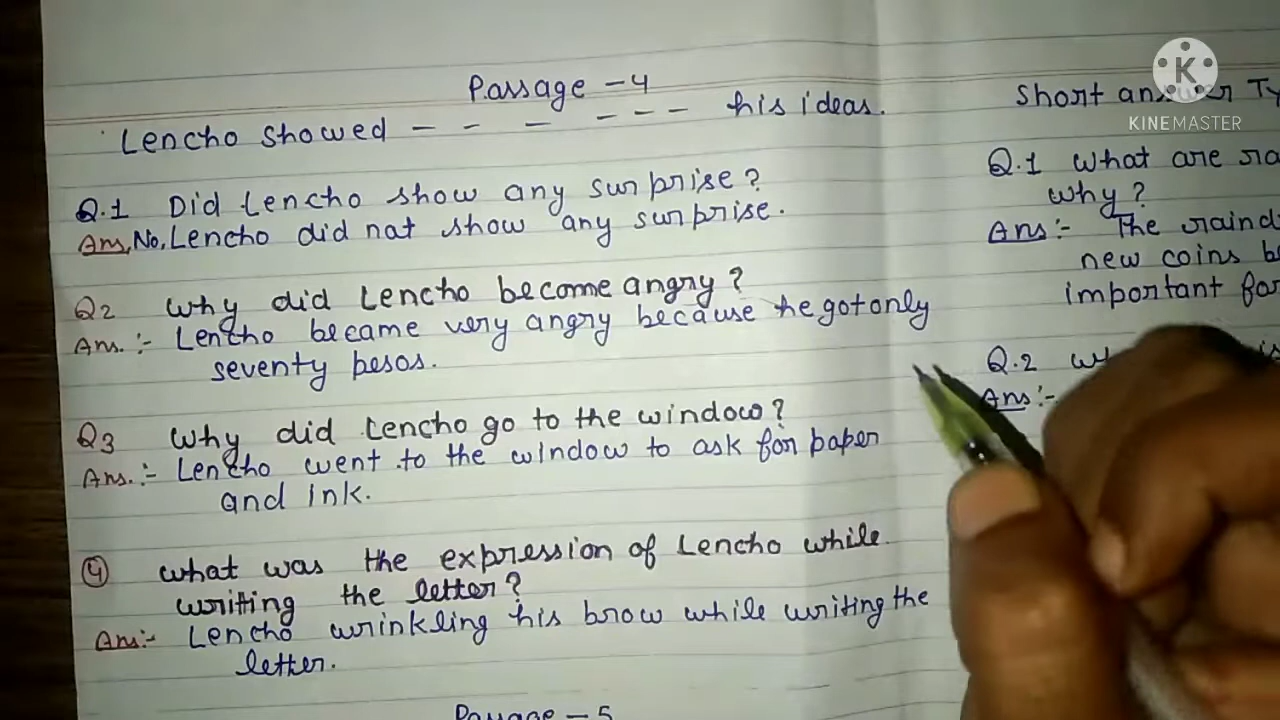 Passage - 4
Lencho showed - - - - - - his ideas.
Q.1 Did Lencho show any surprise?
Ans, No, Lencho did not show any surprise.
Q2 Why did Lencho become angry?
Ans. :- Lencho became very angry because he got only
seventy pesos.
Q3 Why did Lencho go to the window?
Ans. :- Lencho went to the window to ask for paper
and ink.
4 What was the expression of Lencho while
writing the letter?
Ans:- Lencho wrinkling his brow while writing the
letter.
Passage - 5
K
KINEMASTER
Short
Q.1 What are
why?
Ans:- The
new coins
important for
Q.2
Ans:-